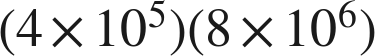 (4 × 10⁵)(8 × 10⁶)